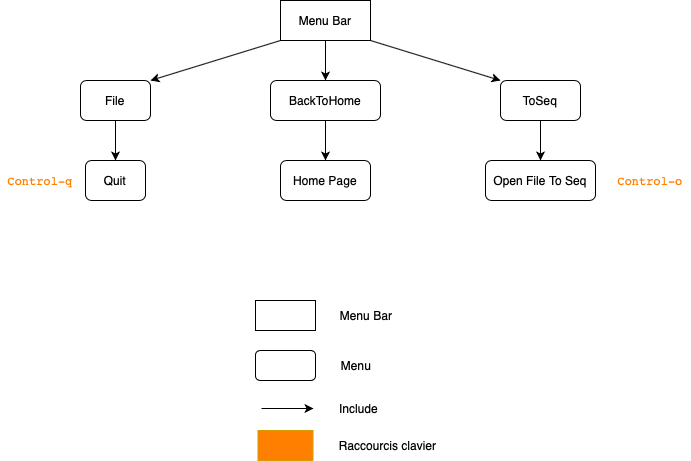 Menu Bar
File
BackToHome
ToSeq
Control-q
Quit
Home Page
Open File To Seq
Control-o
Menu Bar
Menu
Include
Raccourcis clavier